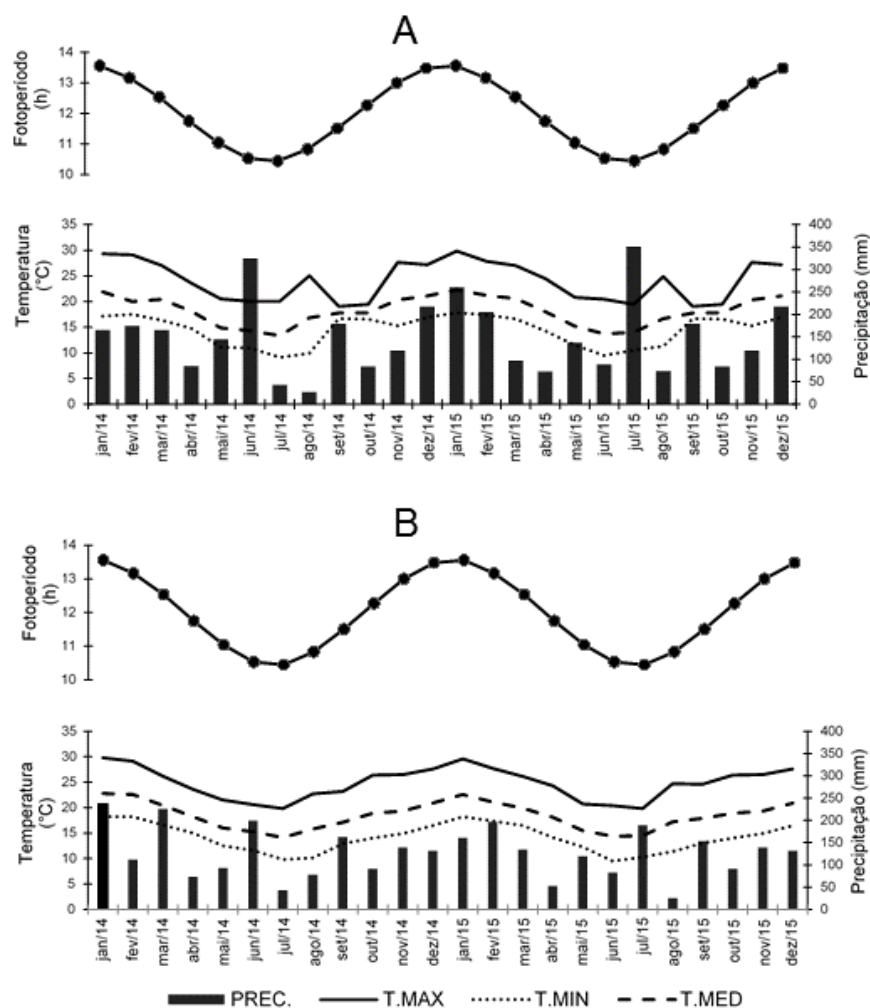 A
Fotoperíodo
(h)
14
13
12
11
10
Temperatura
(°C)
35
30
25
20
15
10
5
0
400
350
300
250
200
150
100
50
0
Precipitação (mm)
jan/14
fev/14
mar/14
abr/14
mai/14
jun/14
jul/14
ago/14
set/14
out/14
nov/14
dez/14
jan/15
fev/15
mar/15
abr/15
mai/15
jun/15
jul/15
ago/15
set/15
out/15
nov/15
dez/15
B
Fotoperíodo
(h)
14
13
12
11
10
Temperatura
(°C)
35
30
25
20
15
10
5
0
400
350
300
250
200
150
100
50
0
Precipitação (mm)
jan/14
fev/14
mar/14
abr/14
mai/14
jun/14
jul/14
ago/14
set/14
out/14
nov/14
dez/14
jan/15
fev/15
mar/15
abr/15
mai/15
jun/15
jul/15
ago/15
set/15
out/15
nov/15
dez/15
PREC. T.MAX T.MIN T.MED